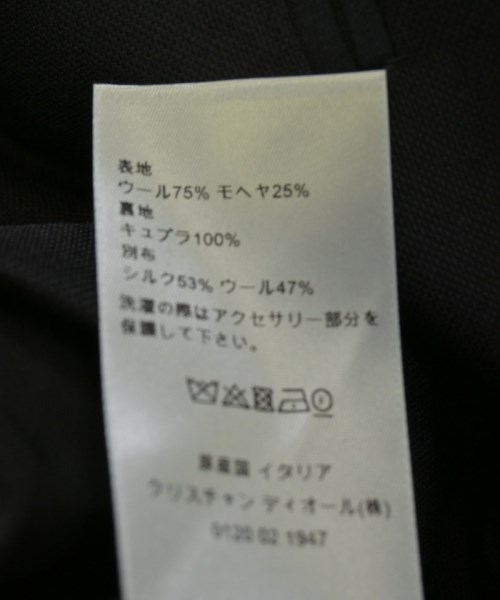 表地
ウール75% モヘヤ25%
裏地
キュプラ100%
別布
シルク53% ウール47%
洗濯の際はアクセサリー部分を
保護して下さい。
原産国 イタリア
クリスチャン ディオール(株)
0120 02 1947